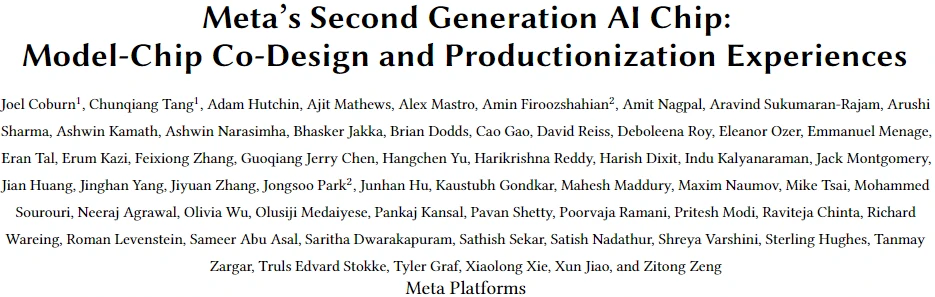 Meta's Second Generation AI Chip:
Model-Chip Co-Design and Productionization Experiences
Joel Coburn¹, Chunqiang Tang¹, Adam Hutchin, Ajit Mathews, Alex Mastro, Amin Firoozshahian², Amit Nagpal, Aravind Sukumaran-Rajam, Arushi
Sharma, Ashwin Kamath, Ashwin Narasimha, Bhasker Jakka, Brian Dodds, Cao Gao, David Reiss, Deboleena Roy, Eleanor Ozer, Emmanuel Menage,
Eran Tal, Erum Kazi, Feixiong Zhang, Guoqiang Jerry Chen, Hangchen Yu, Harikrishna Reddy, Harish Dixit, Indu Kalyanaraman, Jack Montgomery,
Jian Huang, Jinghan Yang, Jiyuan Zhang, Jongsoo Park², Junhan Hu, Kaustubh Gondkar, Mahesh Maddury, Maxim Naumov, Mike Tsai, Mohammed
Sourouri, Neeraj Agrawal, Olivia Wu, Olusiji Medaiyese, Pankaj Kansal, Pavan Shetty, Poorvaja Ramani, Pritesh Modi, Raviteja Chinta, Richard
Wareing, Roman Levenstein, Sameer Abu Asal, Saritha Dwarakapuram, Sathish Sekar, Satish Nadathur, Shreya Varshini, Sterling Hughes, Tanmay
Zargar, Truls Edvard Stokke, Tyler Graf, Xiaolong Xie, Xun Jiao, and Zitong Zeng
Meta Platforms